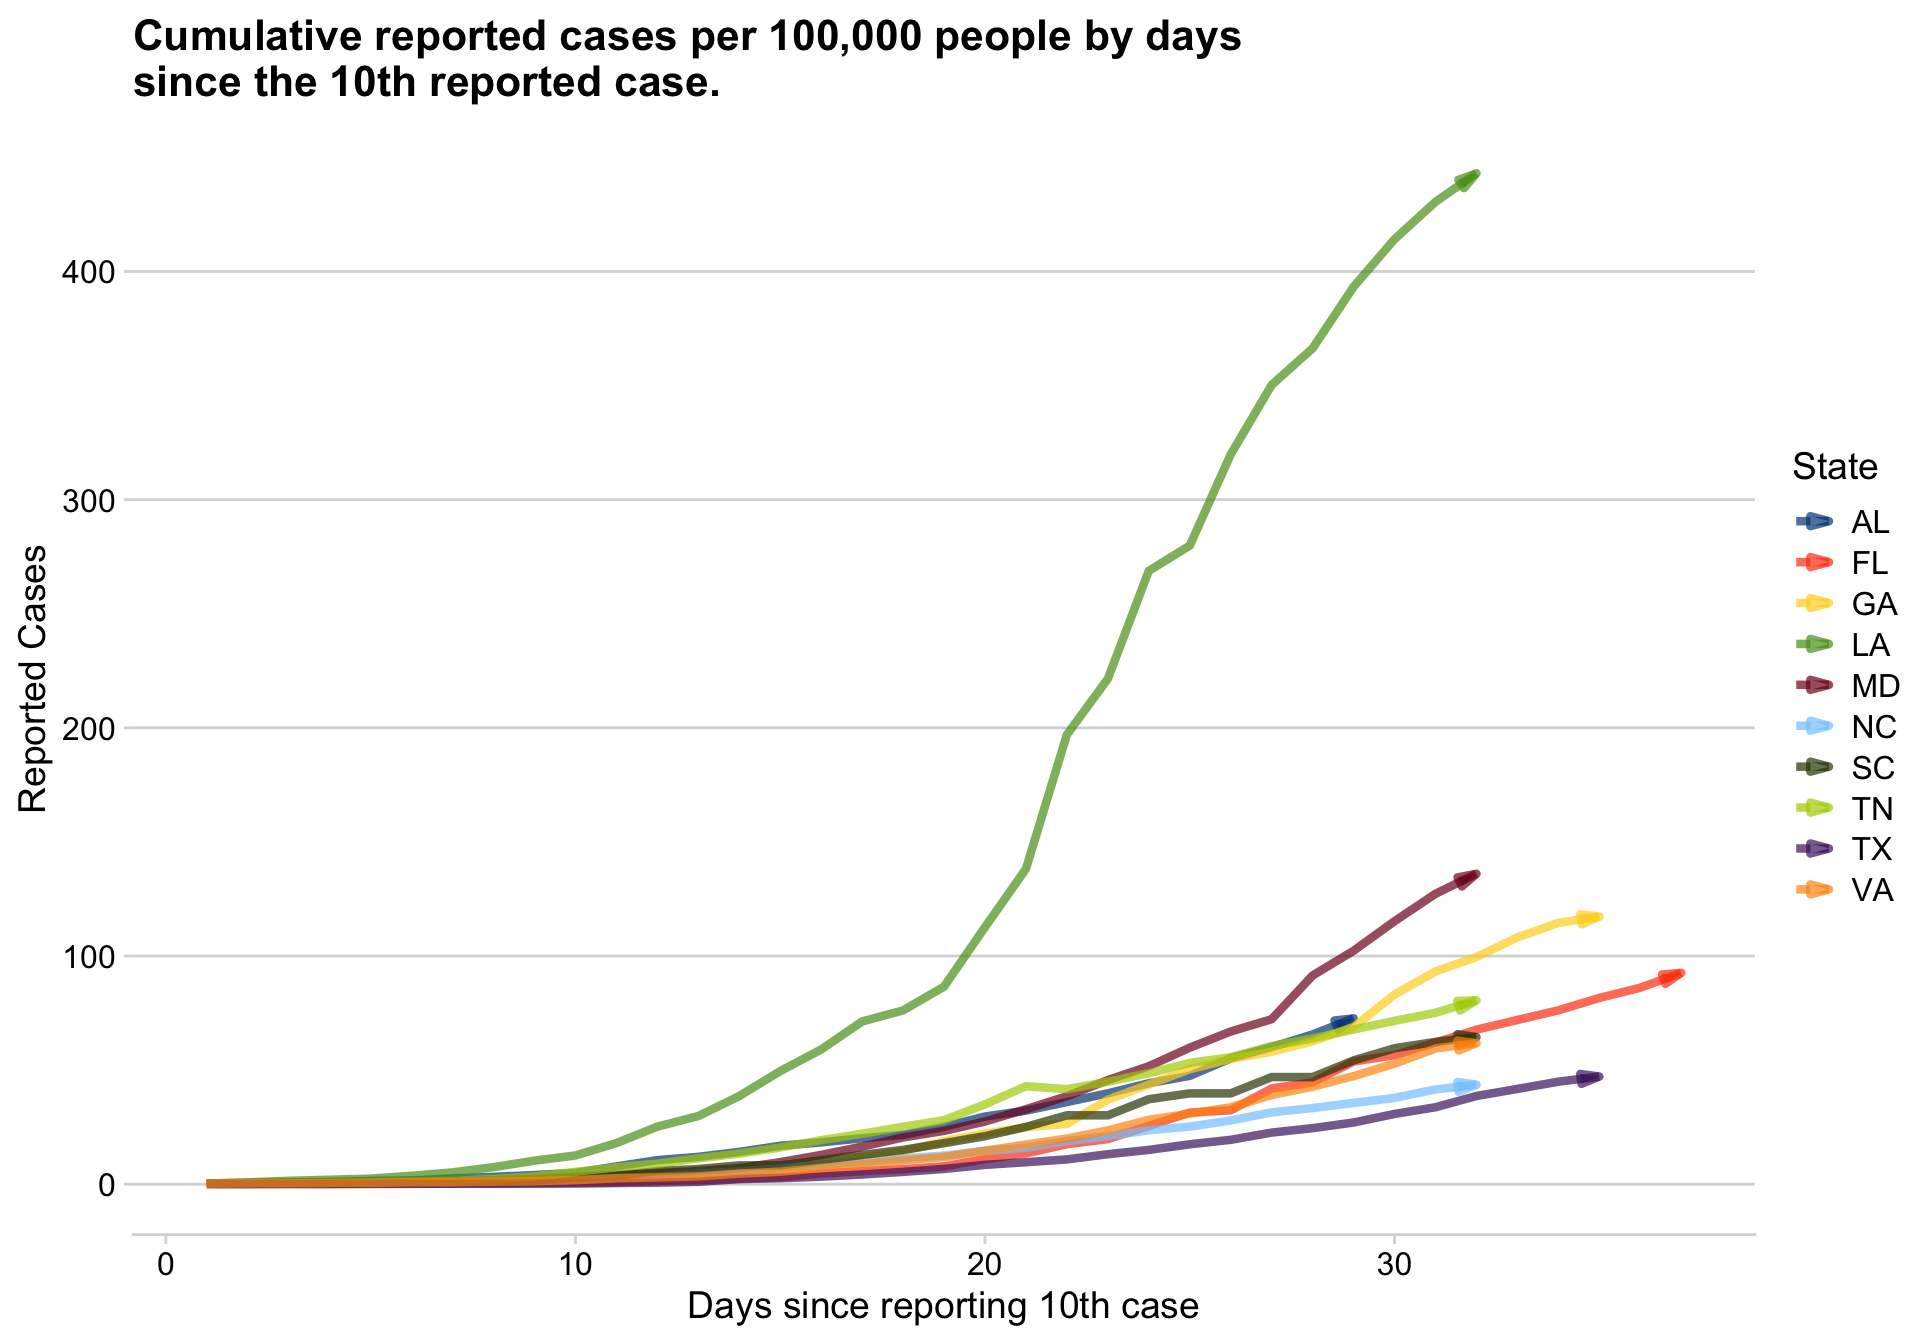 Cumulative reported cases per 100,000 people by days
since the 10th reported case.
400
300
200
100
0
Reported Cases
0
10
20
30
Days since reporting 10th case
State
AL
FL
GA
LA
MD
NC
SC
TN
TX
VA